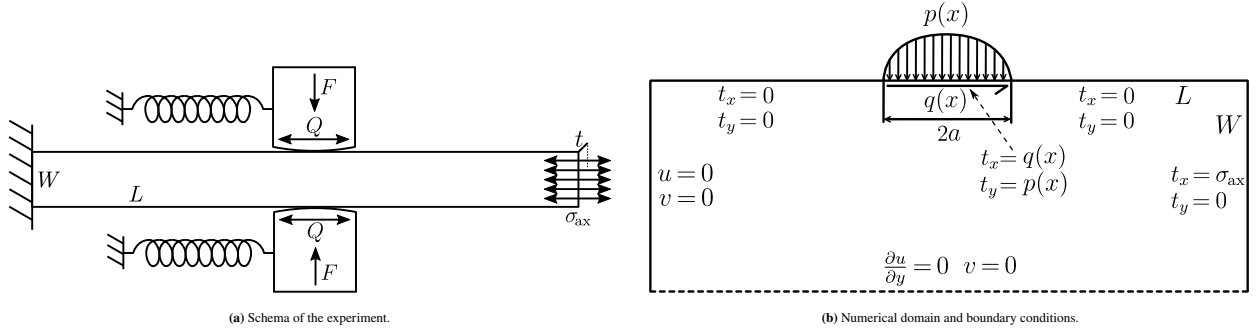 F
Q
t
W
L
σ_ax
Q
F
(a) Schema of the experiment.
p(x)
t_x = 0
t_y = 0
q(x)
2a
t_x = 0
t_y = 0
L
W
t_x = q(x)
t_y = p(x)
u = 0
v = 0
t_x = σ_ax
t_y = 0
∂u/∂y = 0 v = 0
(b) Numerical domain and boundary conditions.